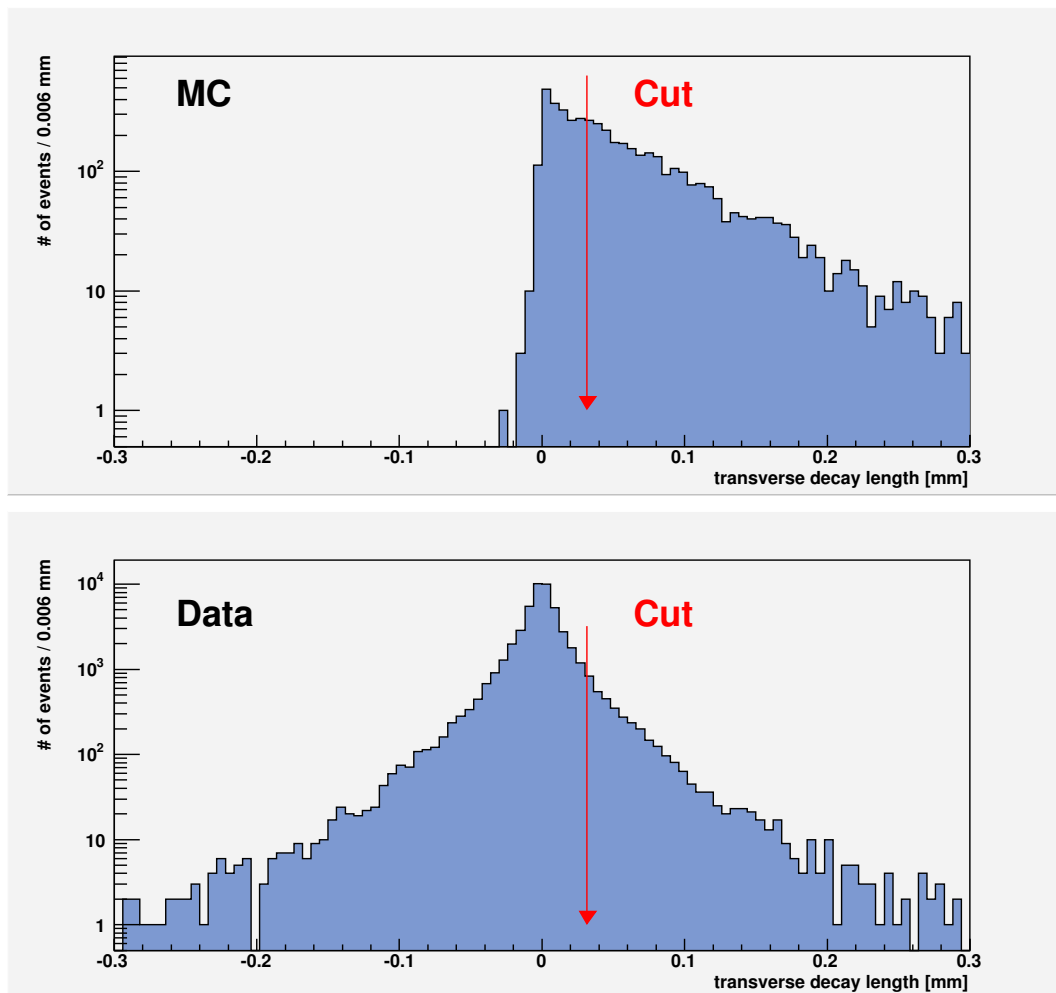 MC
Cut
# of events / 0.006 mm
10²
10
1
-0.3 -0.2 -0.1 0 0.1 0.2 0.3
transverse decay length [mm]
Data
Cut
# of events / 0.006 mm
10⁴
10³
10²
10
1
-0.3 -0.2 -0.1 0 0.1 0.2 0.3
transverse decay length [mm]